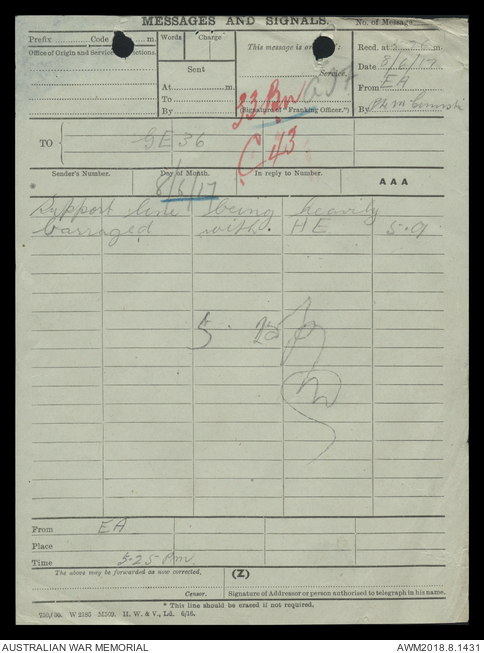 MESSAGES AND SIGNALS.
No. of Message
Prefix Code m.
Words Charge
This message is on
Recd. at m.
Office of Origin and Service Instructions.
Sent
Service.
Date 8/6/17
At m.
From EA
To
By
(Signature of "Franking Officer.")
By
33 Bn
C 43
TO GE 36
Sender's Number.
Day of Month.
In reply to Number.
AAA
8/6/17
Support line being heavily
barraged with. HE 5.9
From EA
Place
Time 5-25 Pm
The above may be forwarded as now corrected.
(Z)
Censor.
Signature of Addressor or person authorised to telegraph in his name.
* This line should be erased if not required.
H. W. & V., Ld. 6/16.
AUSTRALIAN WAR MEMORIAL
AWM2018.8.1431